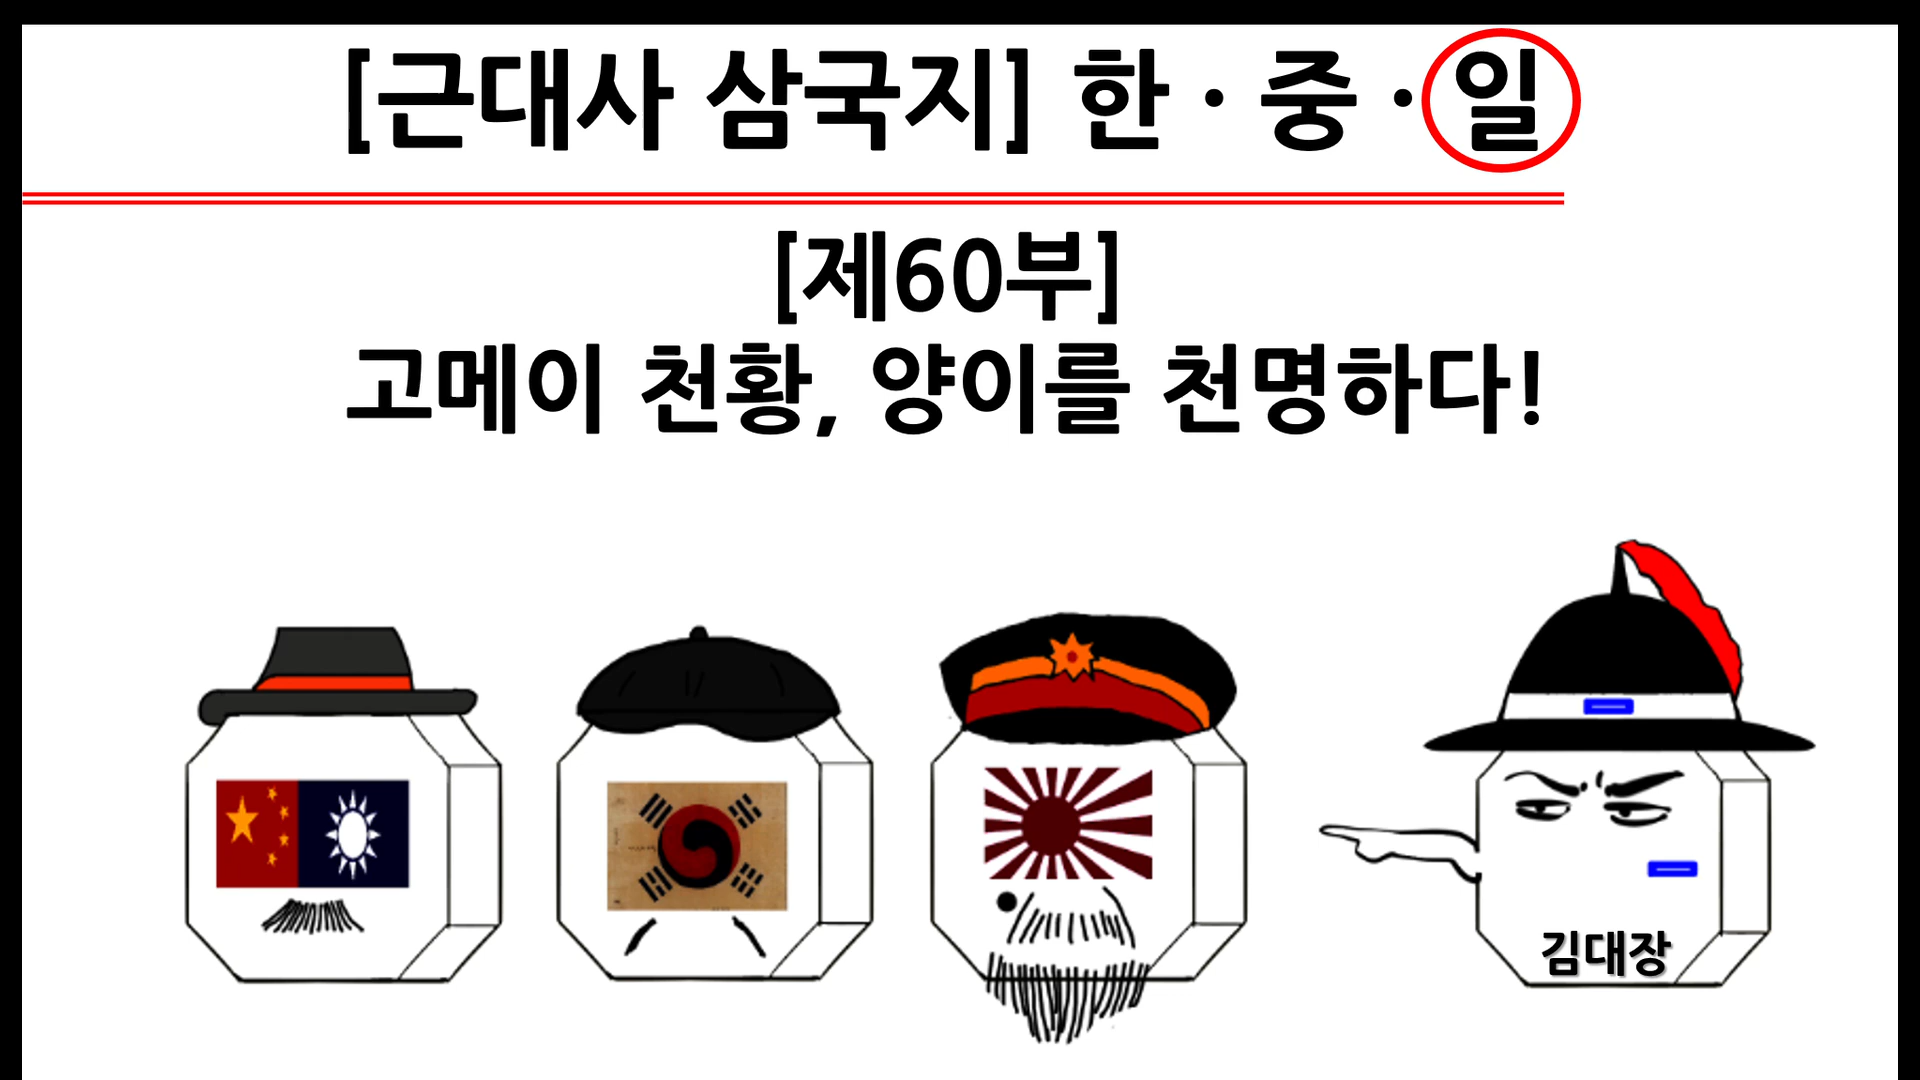 [근대사 삼국지] 한 · 중 · 일
[제60부]
고메이 천황, 양이를 천명하다!
김대장